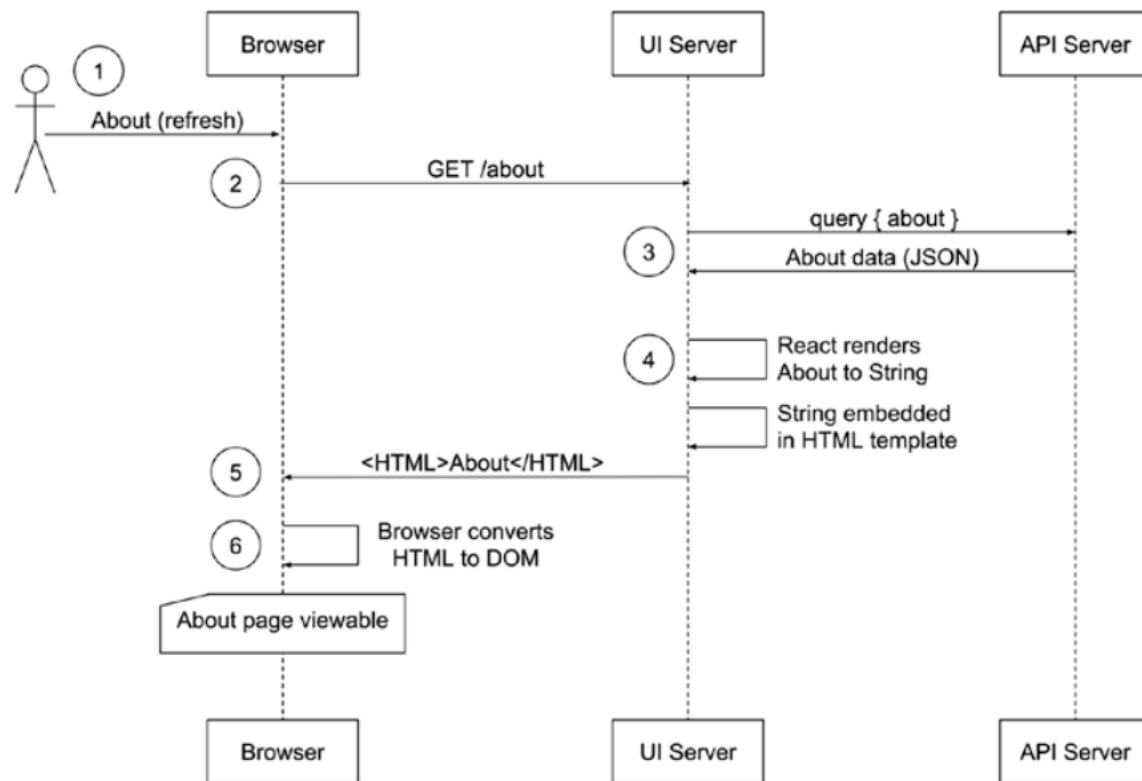 Browser
UI Server
API Server
1
About (refresh)
2
GET /about
query { about }
3
About data (JSON)
4
React renders
About to String
String embedded
in HTML template
5
<HTML>About</HTML>
6
Browser converts
HTML to DOM
About page viewable
Browser
UI Server
API Server